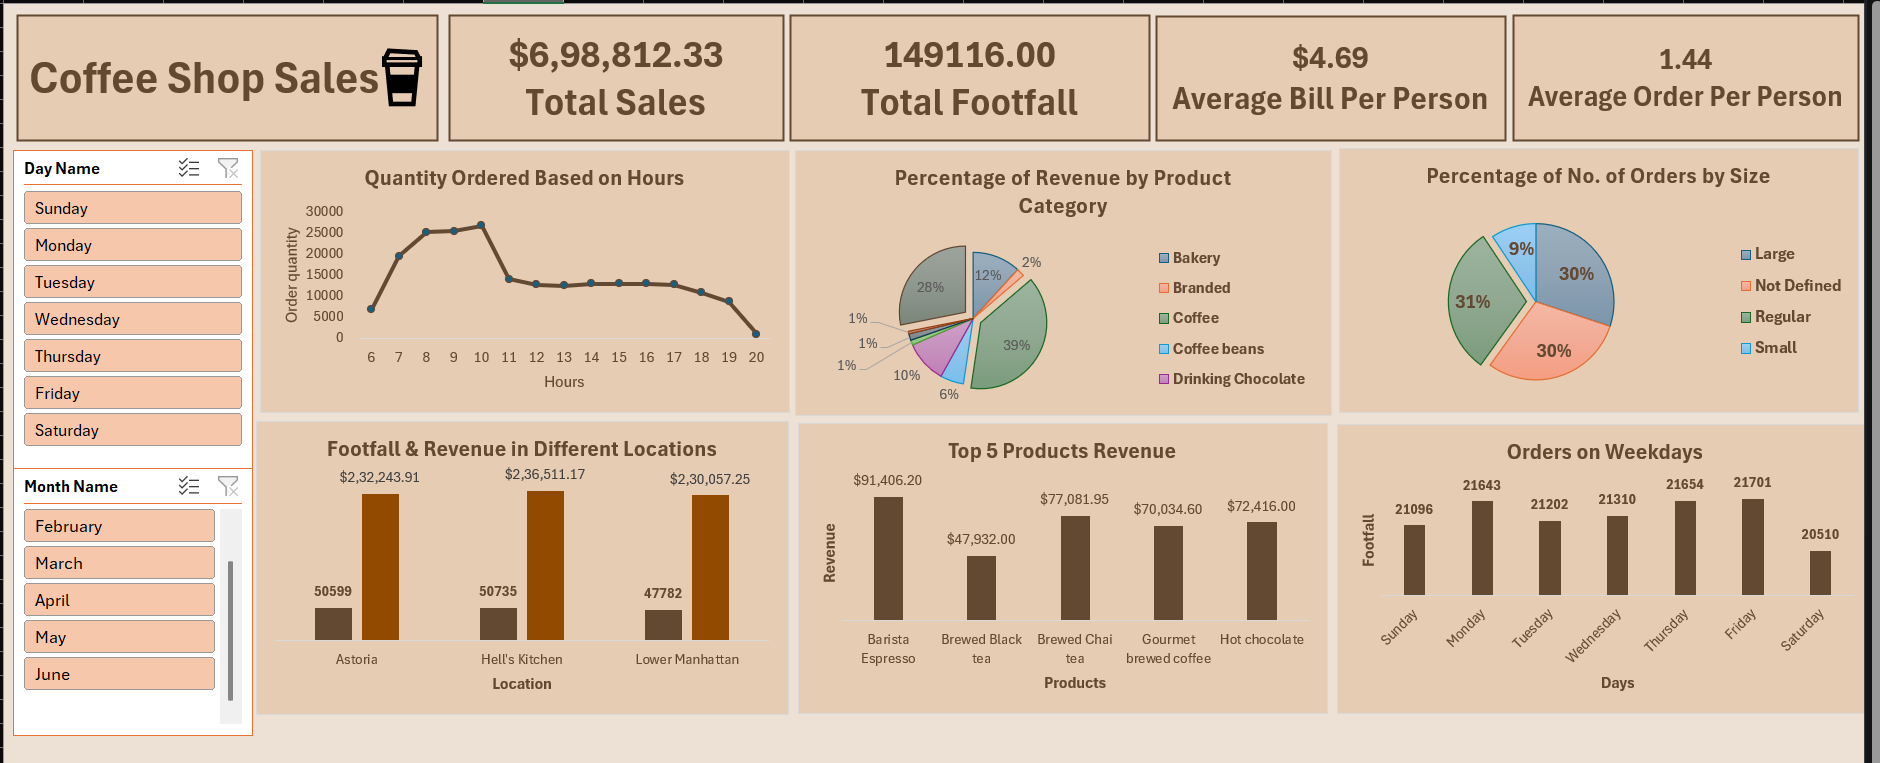 Coffee Shop Sales
$6,98,812.33
Total Sales
149116.00
Total Footfall
$4.69
Average Bill Per Person
1.44
Average Order Per Person
Day Name
Sunday
Monday
Tuesday
Wednesday
Thursday
Friday
Saturday
Month Name
February
March
April
May
June
Quantity Ordered Based on Hours
Order quantity
30000
25000
20000
15000
10000
5000
0
6 7 8 9 10 11 12 13 14 15 16 17 18 19 20
Hours
Percentage of Revenue by Product
Category
12%
2%
39%
6%
10%
1%
1%
1%
28%
Bakery
Branded
Coffee
Coffee beans
Drinking Chocolate
Percentage of No. of Orders by Size
30%
30%
31%
9%
Large
Not Defined
Regular
Small
Footfall & Revenue in Different Locations
$2,32,243.91
$2,36,511.17
$2,30,057.25
50599
50735
47782
Astoria
Hell's Kitchen
Lower Manhattan
Location
Top 5 Products Revenue
Revenue
$91,406.20
$47,932.00
$77,081.95
$70,034.60
$72,416.00
Barista
Espresso
Brewed Black
tea
Brewed Chai
tea
Gourmet
brewed coffee
Hot chocolate
Products
Orders on Weekdays
Footfall
21096
21643
21202
21310
21654
21701
20510
Sunday
Monday
Tuesday
Wednesday
Thursday
Friday
Saturday
Days